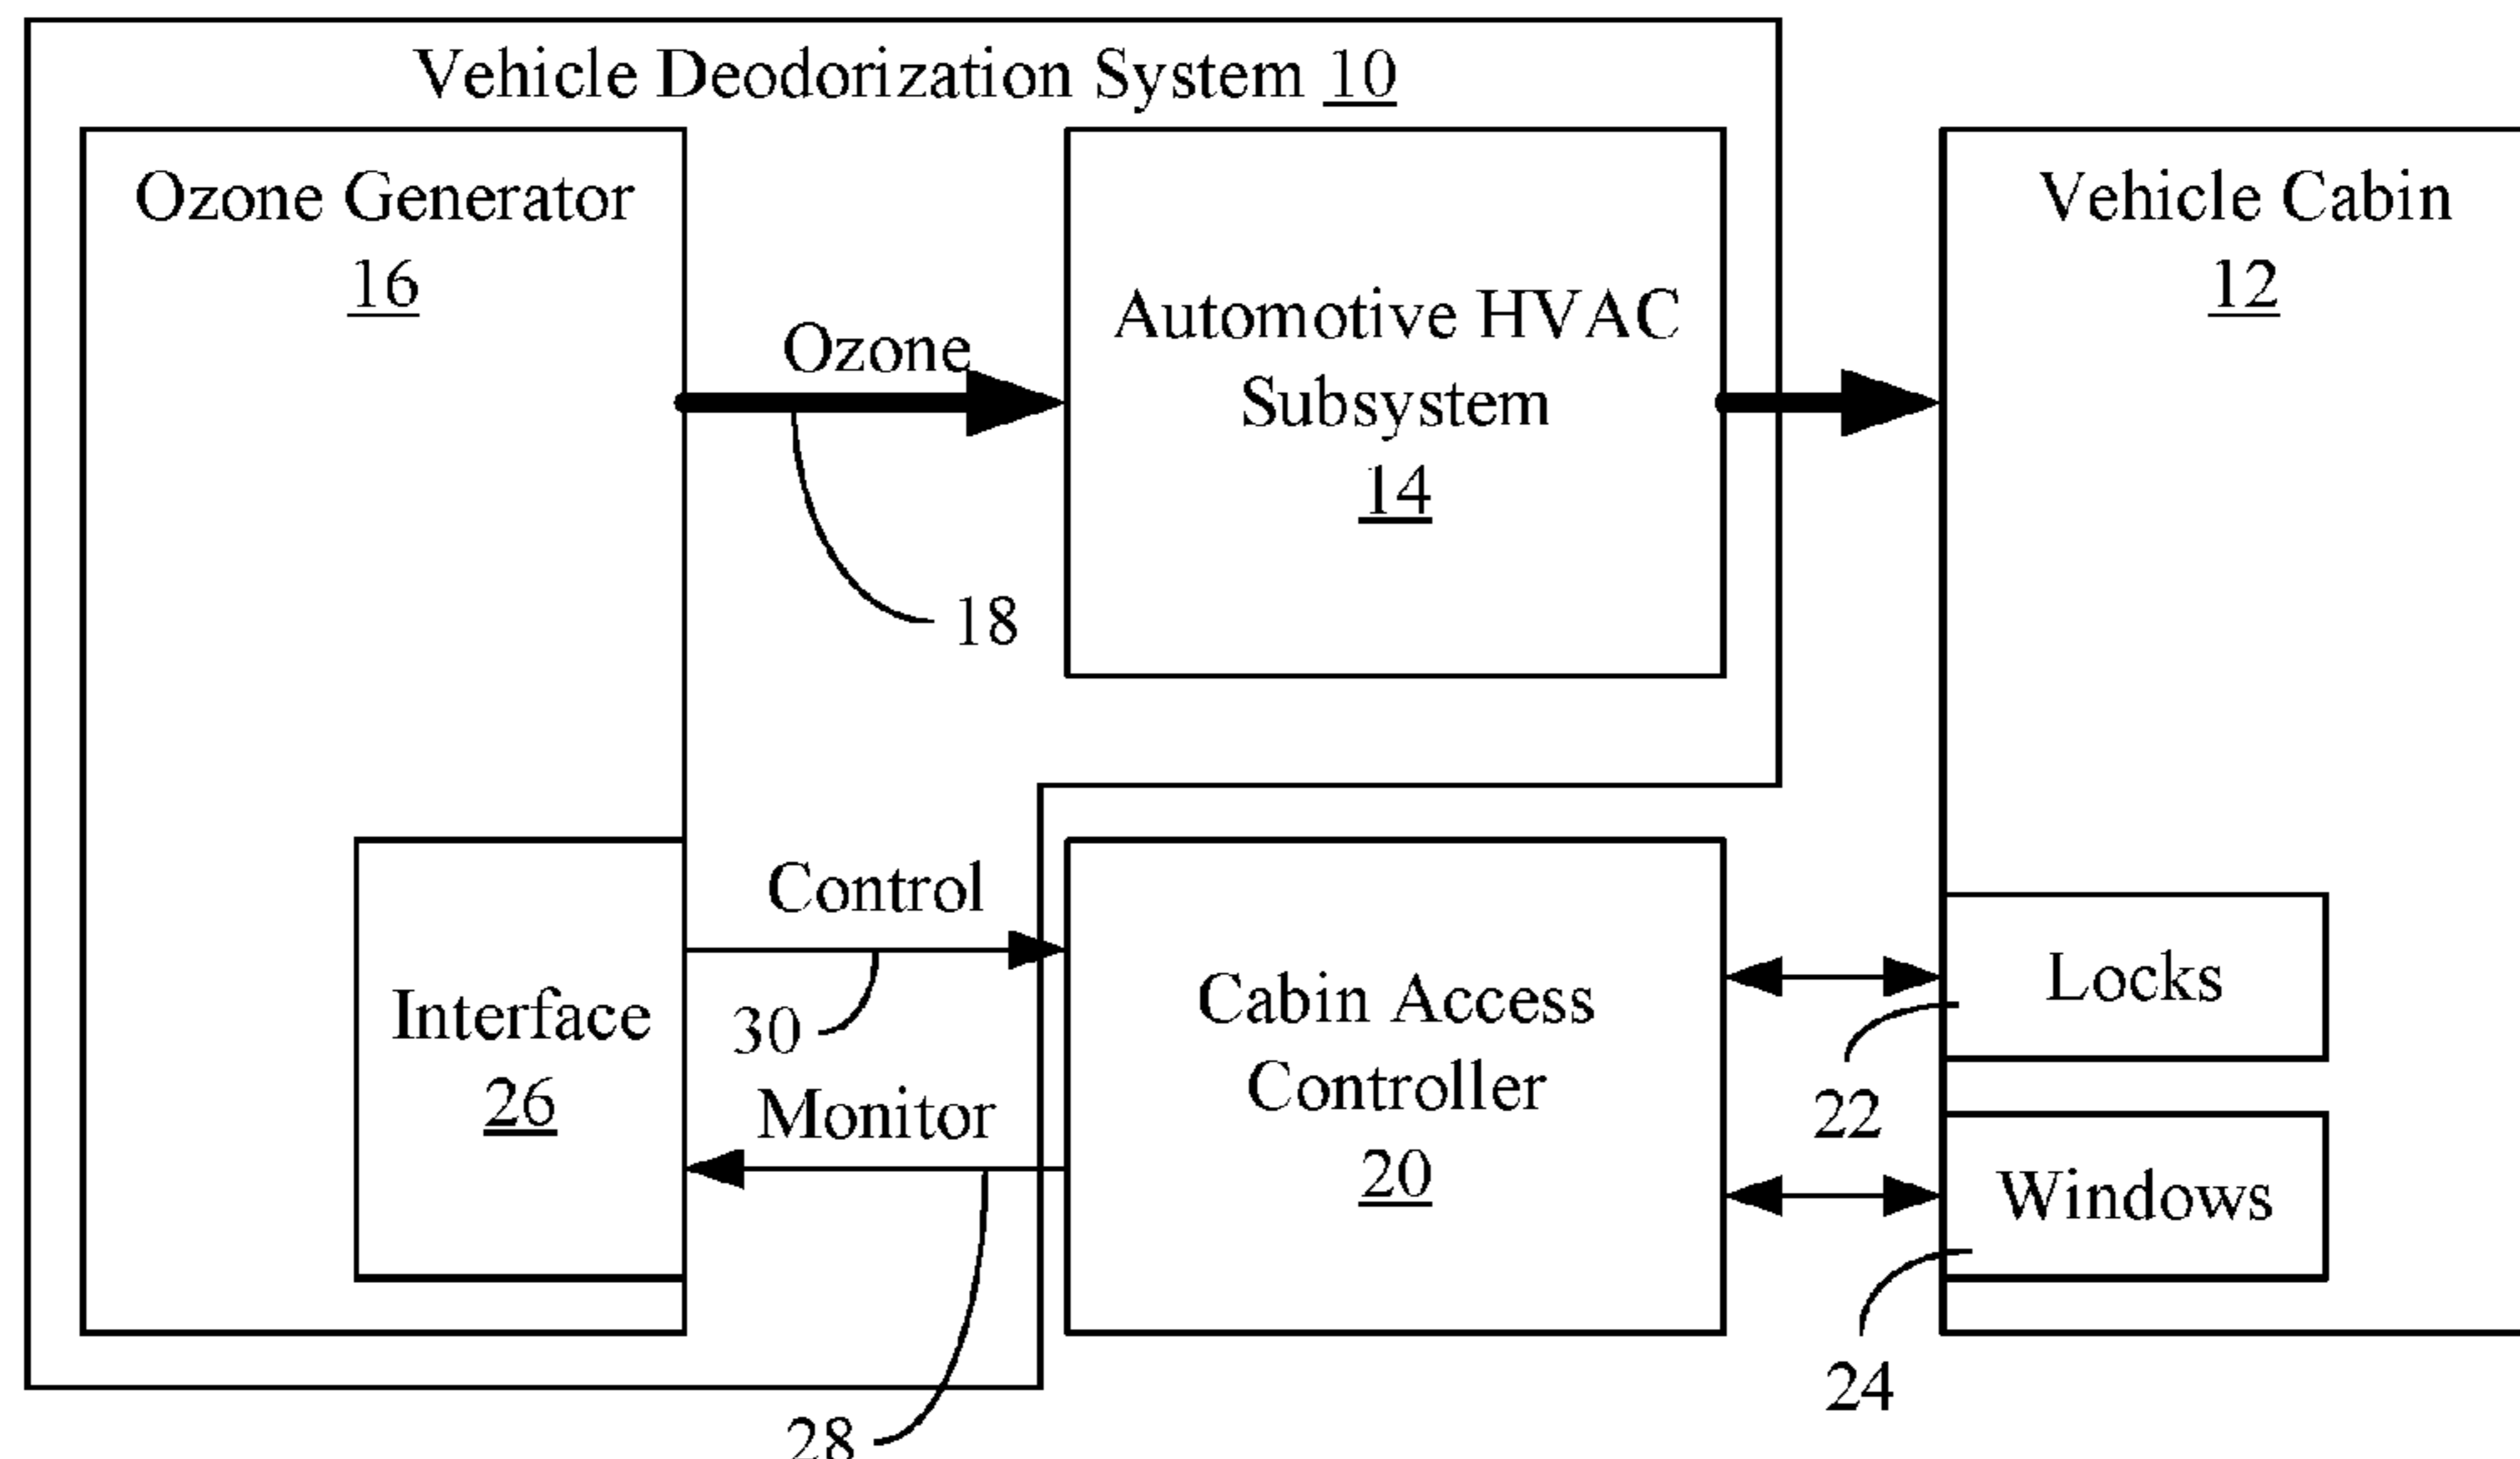 Vehicle Deodorization System 10
Ozone Generator
16
Ozone
18
Automotive HVAC
Subsystem
14
Vehicle Cabin
12
Interface
26
Control
30
Monitor
28
Cabin Access
Controller
20
Locks
22
Windows
24